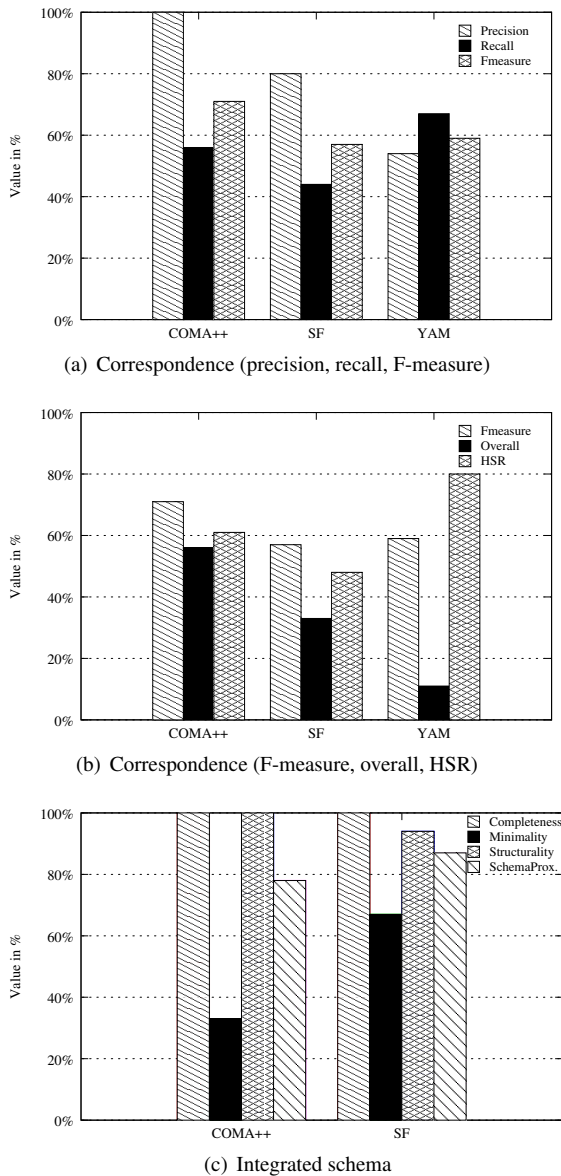 100%
80%
60%
40%
20%
0%
Value in %
Precision
Recall
Fmeasure
COMA++ SF YAM
(a) Correspondence (precision, recall, F-measure)
100%
80%
60%
40%
20%
0%
Value in %
Fmeasure
Overall
HSR
COMA++ SF YAM
(b) Correspondence (F-measure, overall, HSR)
100%
80%
60%
40%
20%
0%
Value in %
Completeness
Minimality
Structurality
SchemaProx.
COMA++ SF
(c) Integrated schema